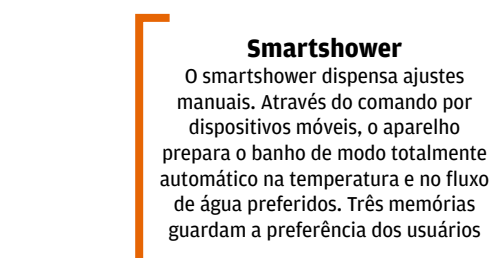 Smartshower
O smartshower dispensa ajustes
manuais. Através do comando por
dispositivos móveis, o aparelho
prepara o banho de modo totalmente
automático na temperatura e no fluxo
de água preferidos. Três memórias
guardam a preferência dos usuários